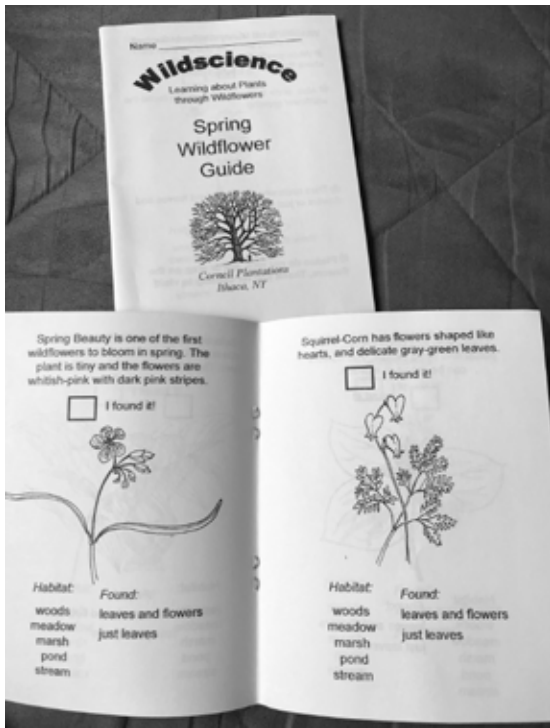 Name
Wildscience
Learning about Plants
through Wildflowers
Spring
Wildflower
Guide
Cornell Plantations
Ithaca, NY
Spring Beauty is one of the first
wildflowers to bloom in spring. The
plant is tiny and the flowers are
whitish-pink with dark pink stripes.
I found it!
Habitat:
woods
meadow
marsh
pond
stream
Found:
leaves and flowers
just leaves
Squirrel-Corn has flowers shaped like
hearts, and delicate gray-green leaves.
I found it!
Habitat:
woods
meadow
marsh
pond
stream
Found:
leaves and flowers
just leaves